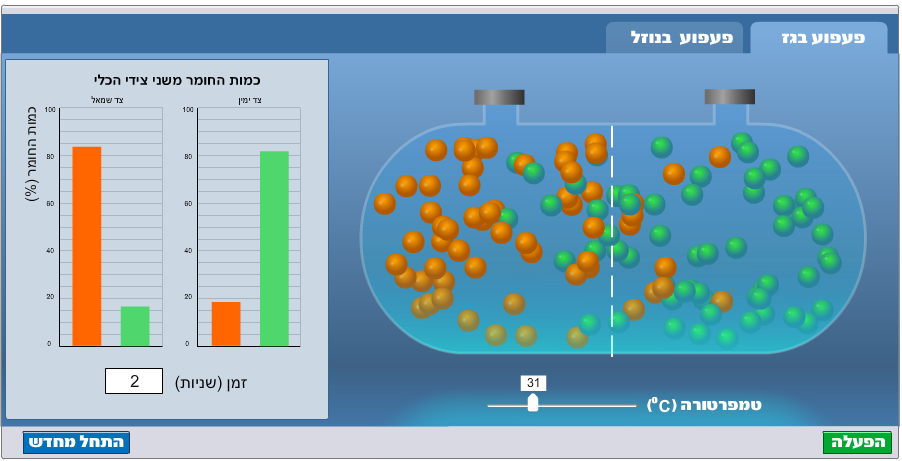 פעפוע בגז
פעפוע בנוזל
כמות החומר משני צידי הכלי
צד ימין
צד שמאל
כמות החומר (%)
100
80
60
40
20
0
100
80
60
40
20
0
זמן (שניות)
2
31
טמפרטורה (°C)
הפעלה
התחל מחדש